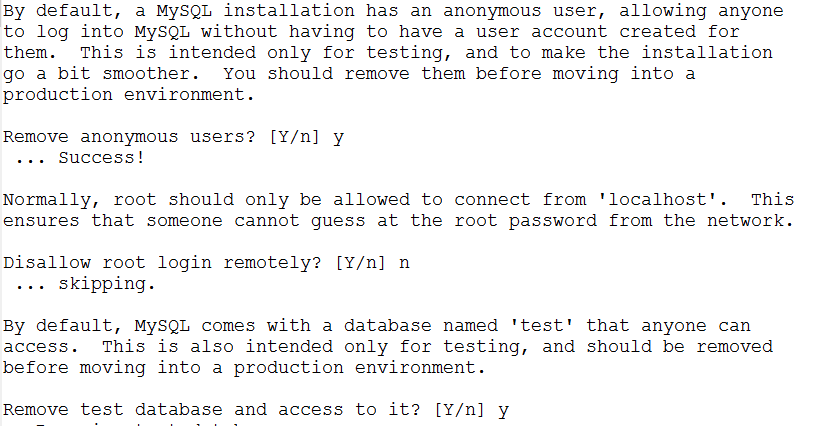 By default, a MySQL installation has an anonymous user, allowing anyone
to log into MySQL without having to have a user account created for
them.  This is intended only for testing, and to make the installation
go a bit smoother.  You should remove them before moving into a
production environment.
Remove anonymous users? [Y/n] y
... Success!
Normally, root should only be allowed to connect from 'localhost'.  This
ensures that someone cannot guess at the root password from the network.
Disallow root login remotely? [Y/n] n
... skipping.
By default, MySQL comes with a database named 'test' that anyone can
access.  This is also intended only for testing, and should be removed
before moving into a production environment.
Remove test database and access to it? [Y/n] y